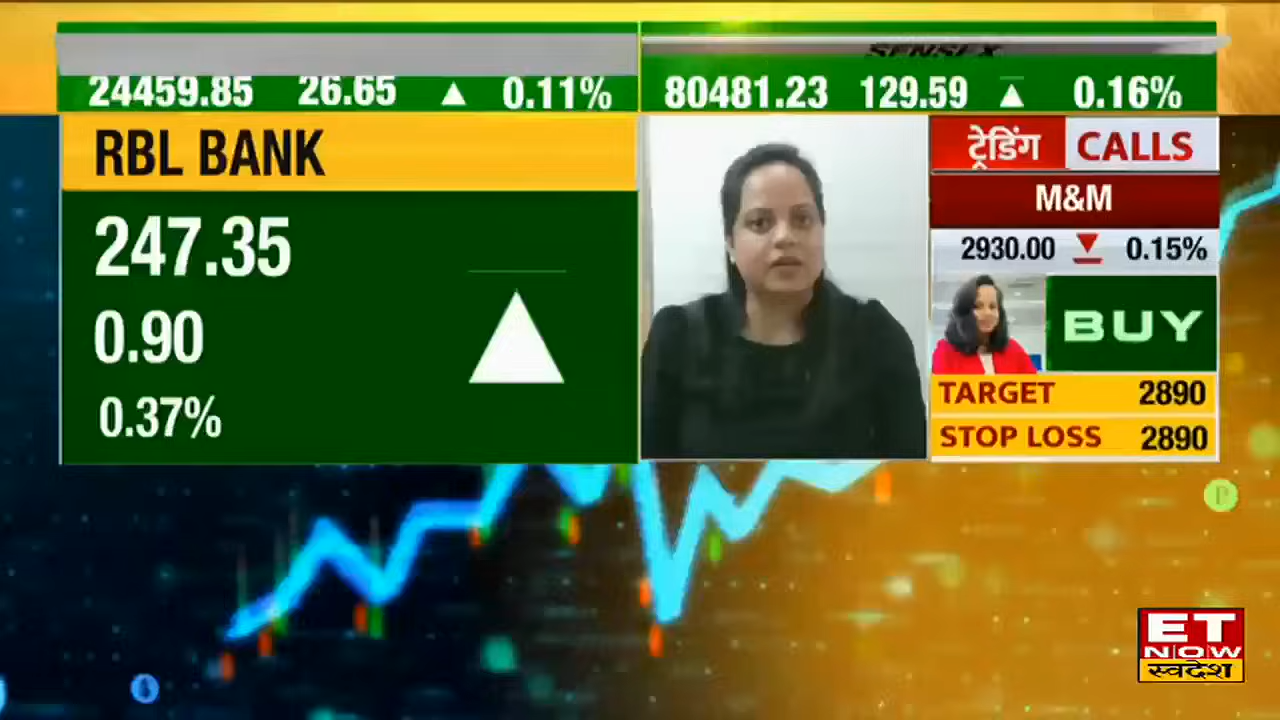 SENSEX
24459.85 26.65 ▲ 0.11%
80481.23 129.59 ▲ 0.16%
RBL BANK
247.35
0.90
0.37%
ट्रेडिंग CALLS
M&M
2930.00 ▼ 0.15%
BUY
TARGET 2890
STOP LOSS 2890
P
ET
NOW
स्वदेश